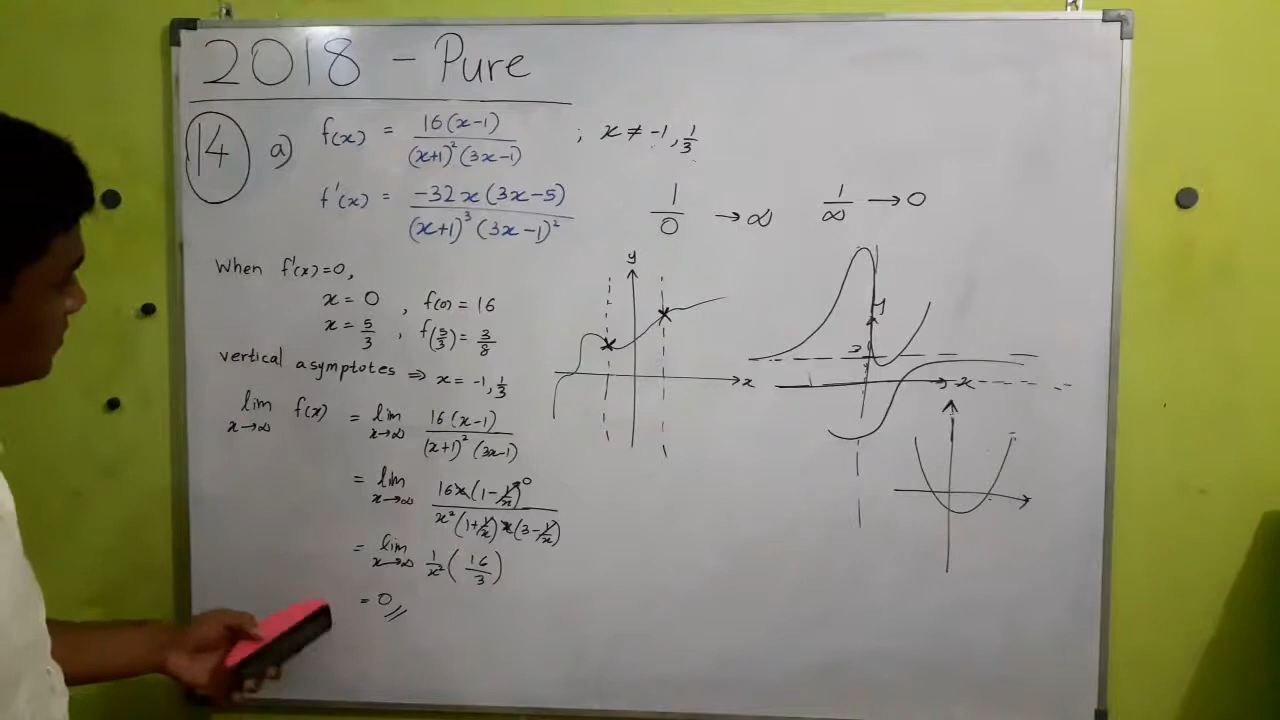 2018 - Pure
14 a) f(x) = 16(x-1) / (x+1)²(3x-1) ; x ≠ -1, 1/3
f'(x) = -32x(3x-5) / (x+1)³(3x-1)²
1/0 → ∞
1/∞ → 0
When f'(x)=0,
x = 0 , f(0) = 16
x = 5/3 , f(5/3) = 3/8
vertical asymptotes ⇒ x = -1, 1/3
lim x→∞ f(x) = lim x→∞ 16(x-1) / (x+1)²(3x-1)
= lim x→∞ 16x(1-1/x) 0 / x²(1+1/x) x(3-1/x)
= lim x→∞ 1/x² (16/3)
= 0//
y
x
y
x